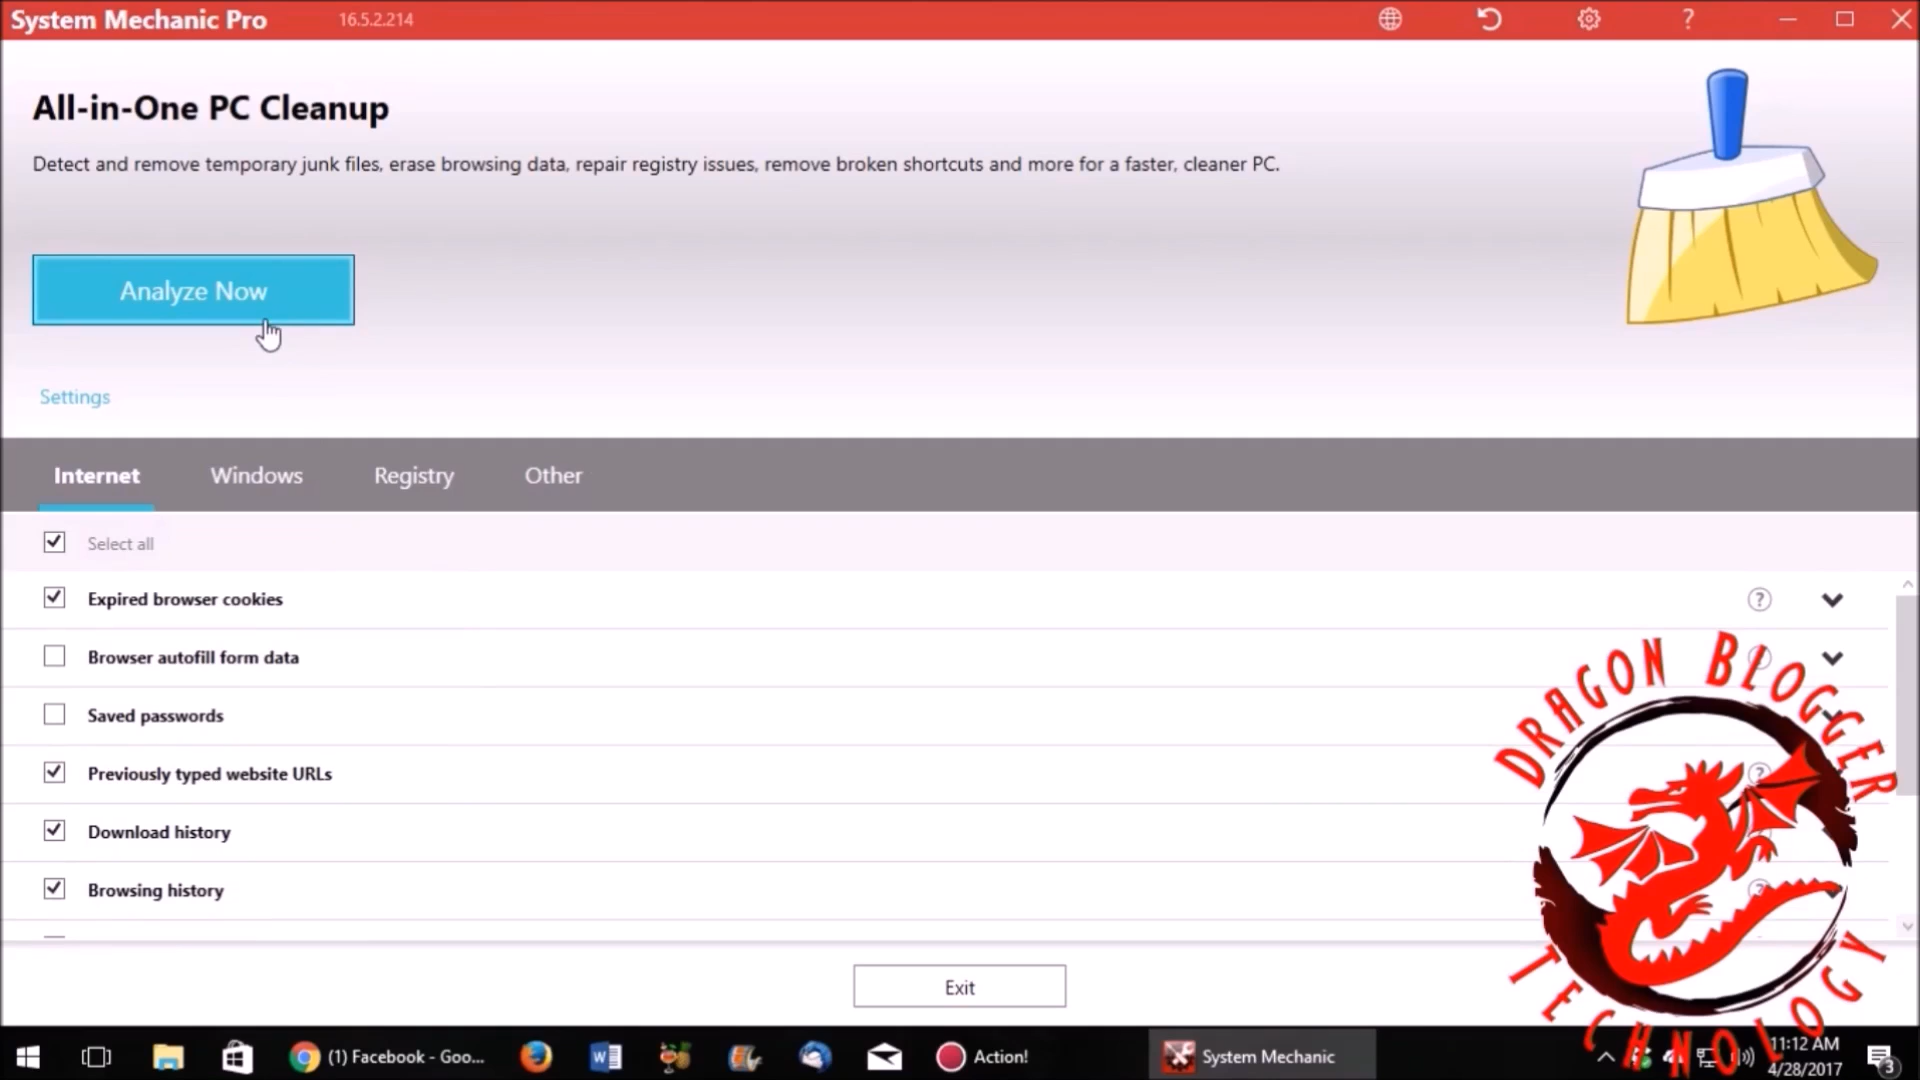 System Mechanic Pro 16.5.2.214 ?
All-in-One PC Cleanup
Detect and remove temporary junk files, erase browsing data, repair registry issues, remove broken shortcuts and more for a faster, cleaner PC.
Analyze Now
Settings
Internet Windows Registry Other
Select all
Expired browser cookies ?
Browser autofill form data
Saved passwords
Previously typed website URLs ?
Download history
Browsing history ?
DRAGON BLOGGER
TECHNOLOGY
Exit
(1) Facebook - Goo...
Action!
System Mechanic
11:12 AM
4/28/2017
3